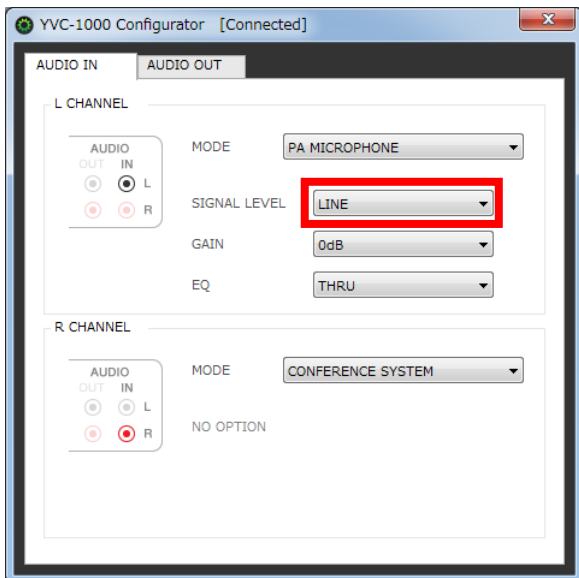 YVC-1000 Configurator [Connected]
AUDIO IN AUDIO OUT
L CHANNEL
AUDIO
OUT IN
L
R
MODE PA MICROPHONE
SIGNAL LEVEL LINE
GAIN 0dB
EQ THRU
R CHANNEL
AUDIO
OUT IN
L
R
MODE CONFERENCE SYSTEM
NO OPTION